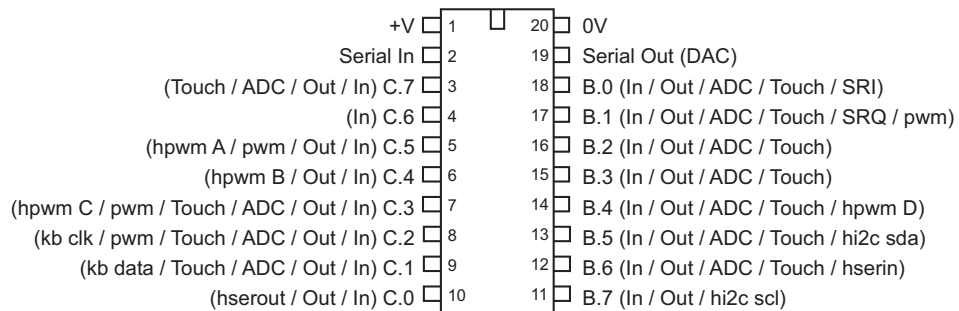 +V 1 20 0V
Serial In 2 19 Serial Out (DAC)
(Touch / ADC / Out / In) C.7 3 18 B.0 (In / Out / ADC / Touch / SRI)
(In) C.6 4 17 B.1 (In / Out / ADC / Touch / SRQ / pwm)
(hpwm A / pwm / Out / In) C.5 5 16 B.2 (In / Out / ADC / Touch)
(hpwm B / Out / In) C.4 6 15 B.3 (In / Out / ADC / Touch)
(hpwm C / pwm / Touch / ADC / Out / In) C.3 7 14 B.4 (In / Out / ADC / Touch / hpwm D)
(kb clk / pwm / Touch / ADC / Out / In) C.2 8 13 B.5 (In / Out / ADC / Touch / hi2c sda)
(kb data / Touch / ADC / Out / In) C.1 9 12 B.6 (In / Out / ADC / Touch / hserin)
(hserout / Out / In) C.0 10 11 B.7 (In / Out / hi2c scl)